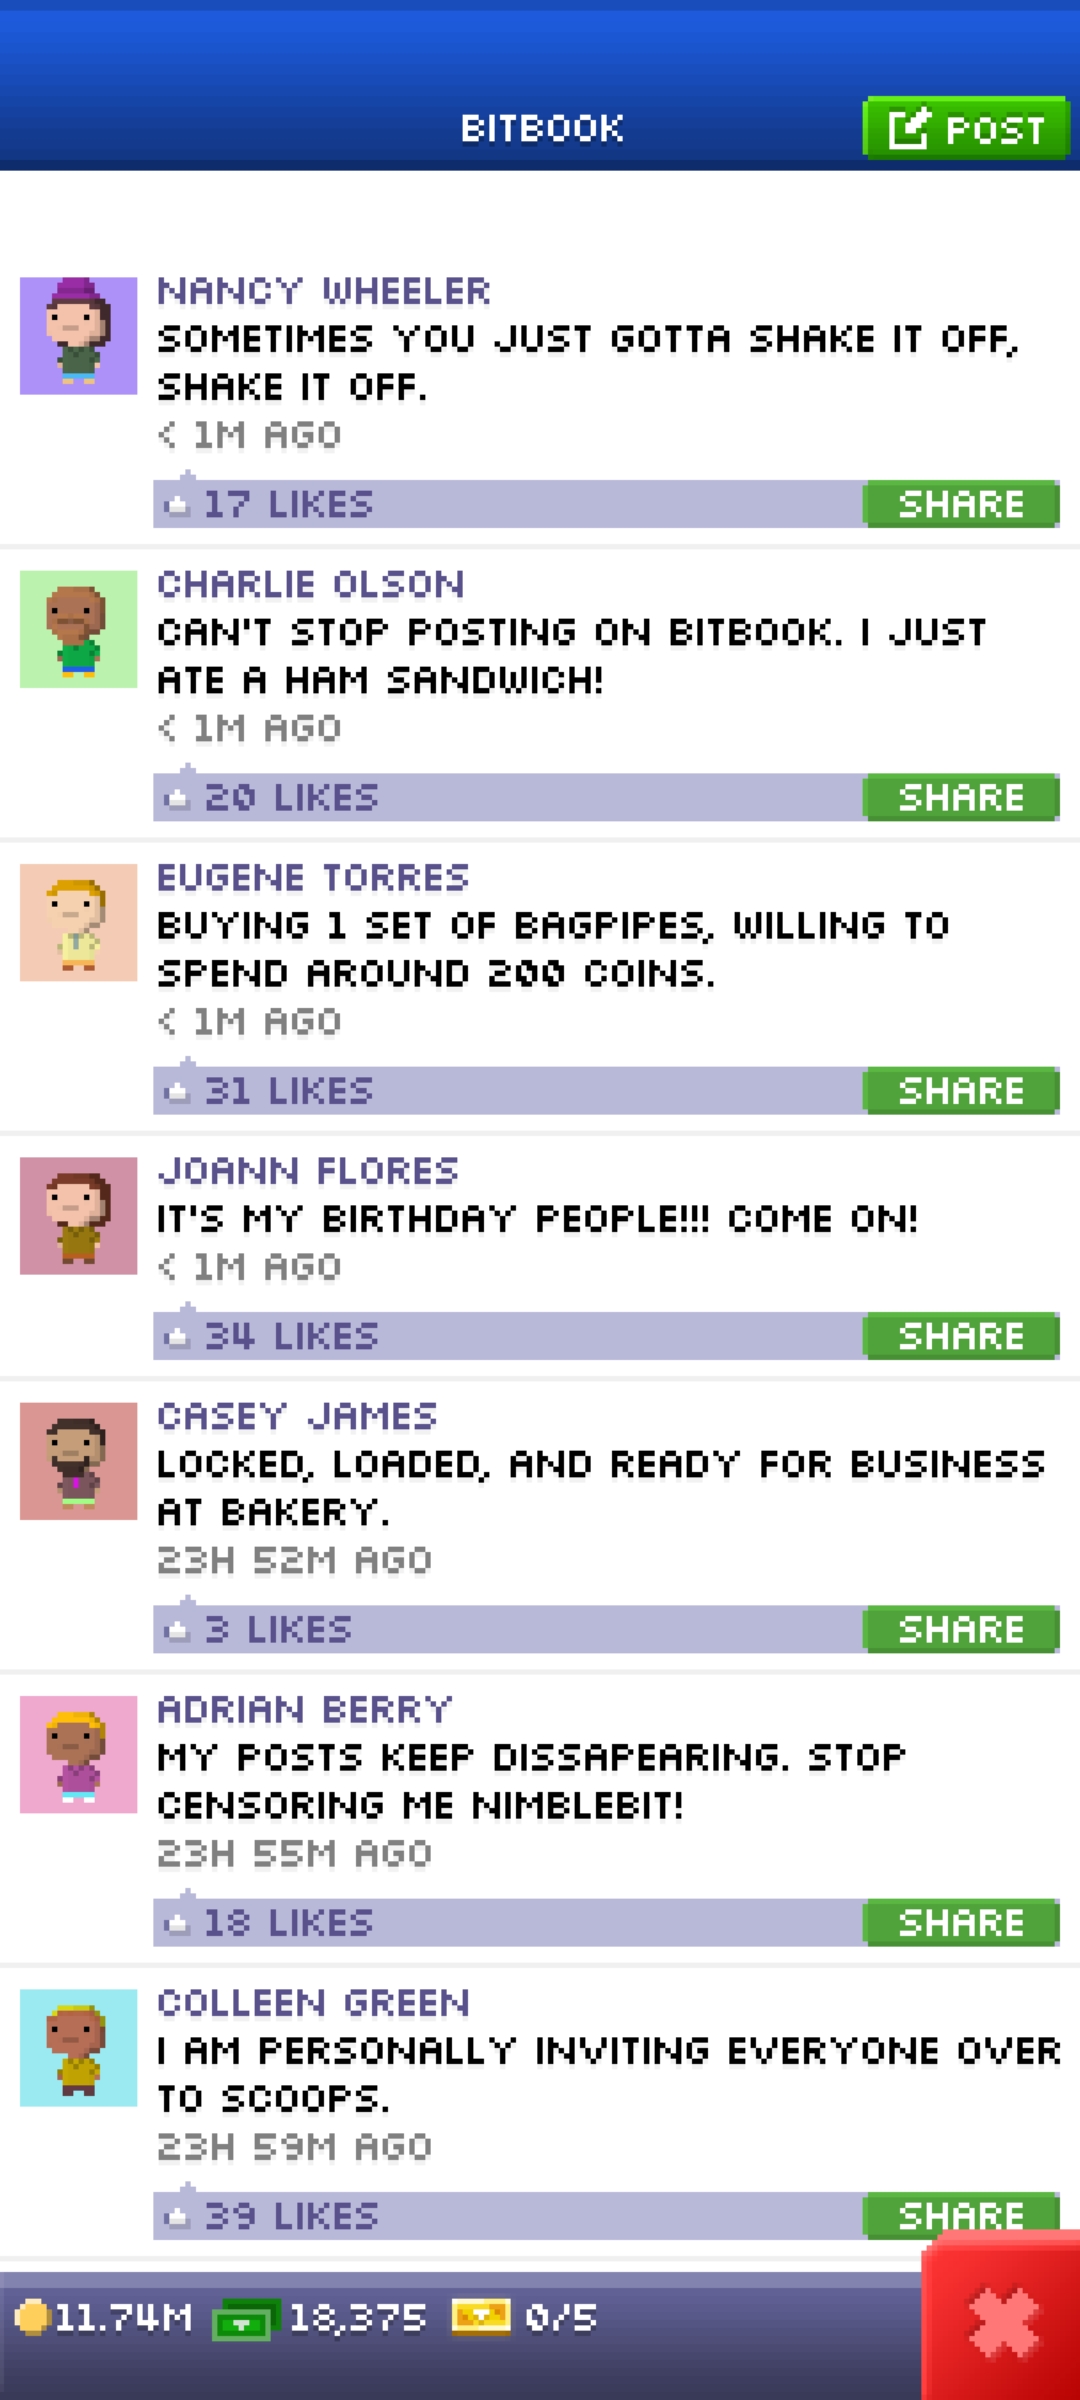 BITBOOK
POST
NANCY WHEELER
SOMETIMES YOU JUST GOTTA SHAKE IT OFF,
SHAKE IT OFF.
< 1M AGO
17 LIKES
SHARE
CHARLIE OLSON
CAN'T STOP POSTING ON BITBOOK. I JUST
ATE A HAM SANDWICH!
< 1M AGO
20 LIKES
SHARE
EUGENE TORRES
BUYING 1 SET OF BAGPIPES, WILLING TO
SPEND AROUND 200 COINS.
< 1M AGO
31 LIKES
SHARE
JOANN FLORES
IT'S MY BIRTHDAY PEOPLE!!! COME ON!
< 1M AGO
34 LIKES
SHARE
CASEY JAMES
LOCKED, LOADED, AND READY FOR BUSINESS
AT BAKERY.
23H 52M AGO
3 LIKES
SHARE
ADRIAN BERRY
MY POSTS KEEP DISSAPEARING. STOP
CENSORING ME NIMBLEBIT!
23H 55M AGO
18 LIKES
SHARE
COLLEEN GREEN
I AM PERSONALLY INVITING EVERYONE OVER
TO SCOOPS.
23H 59M AGO
39 LIKES
SHARE
11.74M 18,375 0/5